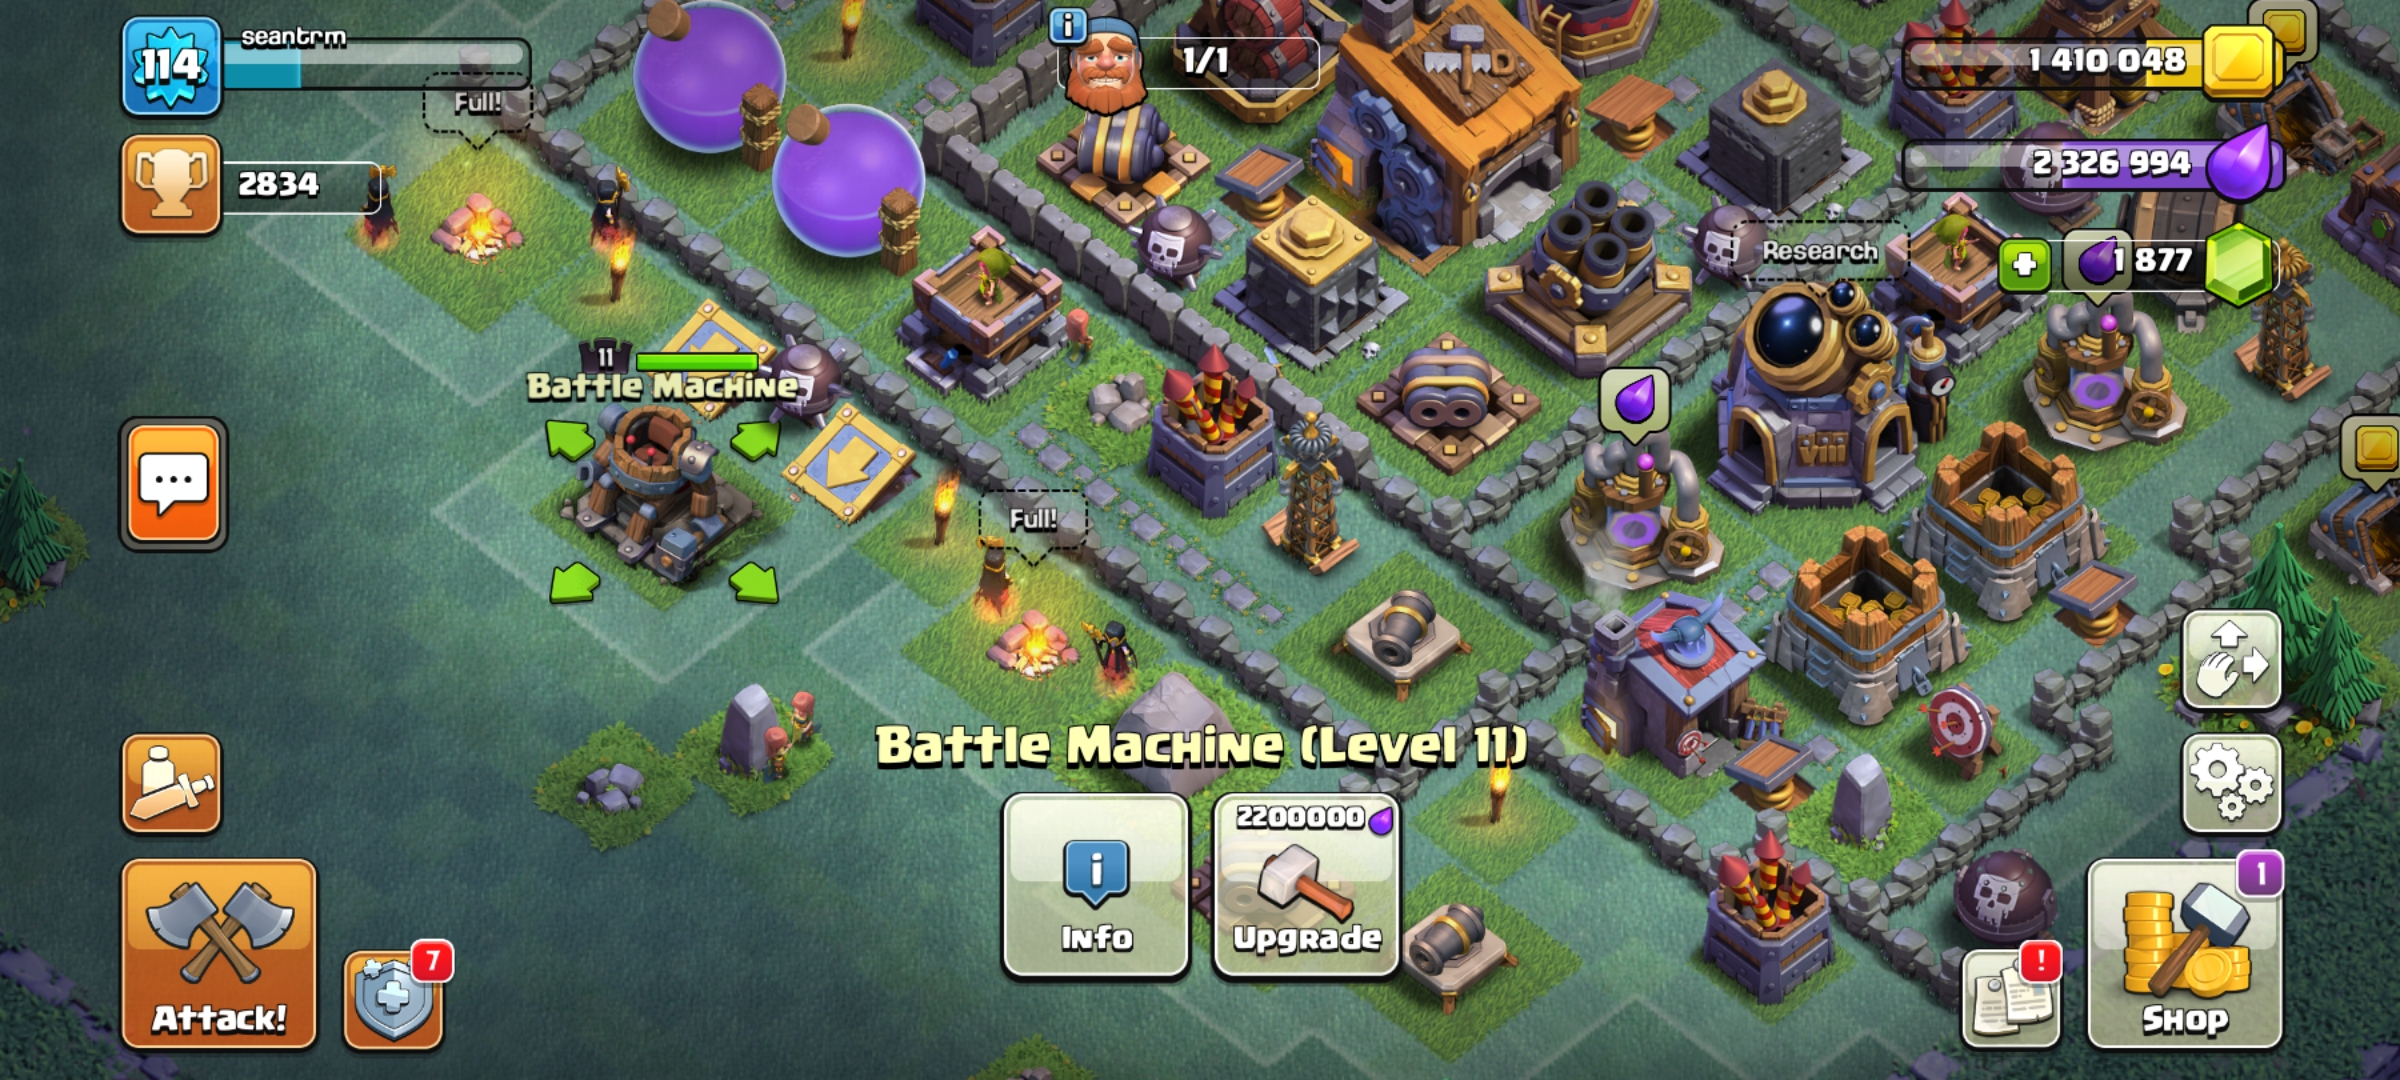 114
seantrm
1/1
1 410 048
Full!
2834
2 326 994
Research
1 877
11
Battle Machine
VIII
Full!
Battle Machine (Level 11)
2200000
Info
Upgrade
1
7
!
Attack!
Shop